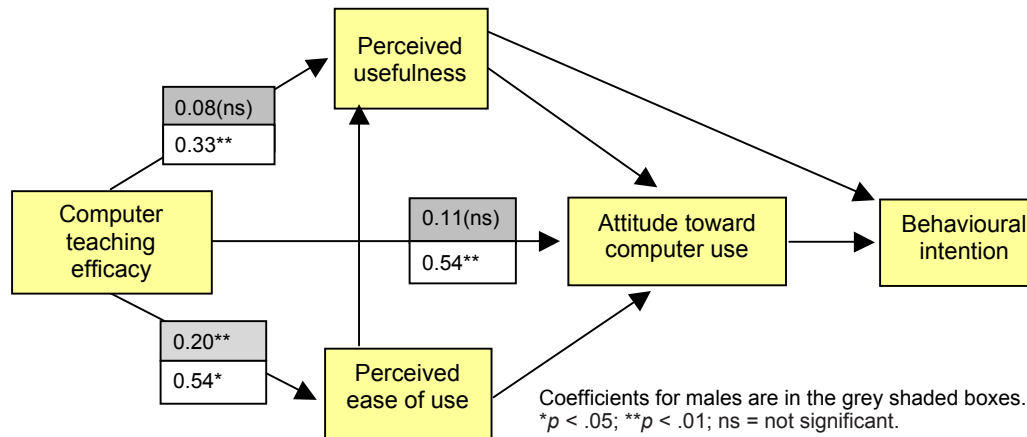 Perceived
usefulness
0.08(ns)
0.33**
Computer
teaching
efficacy
0.11(ns)
0.54**
Attitude toward
computer use
Behavioural
intention
0.20**
0.54*
Perceived
ease of use
Coefficients for males are in the grey shaded boxes.
*p < .05; **p < .01; ns = not significant.